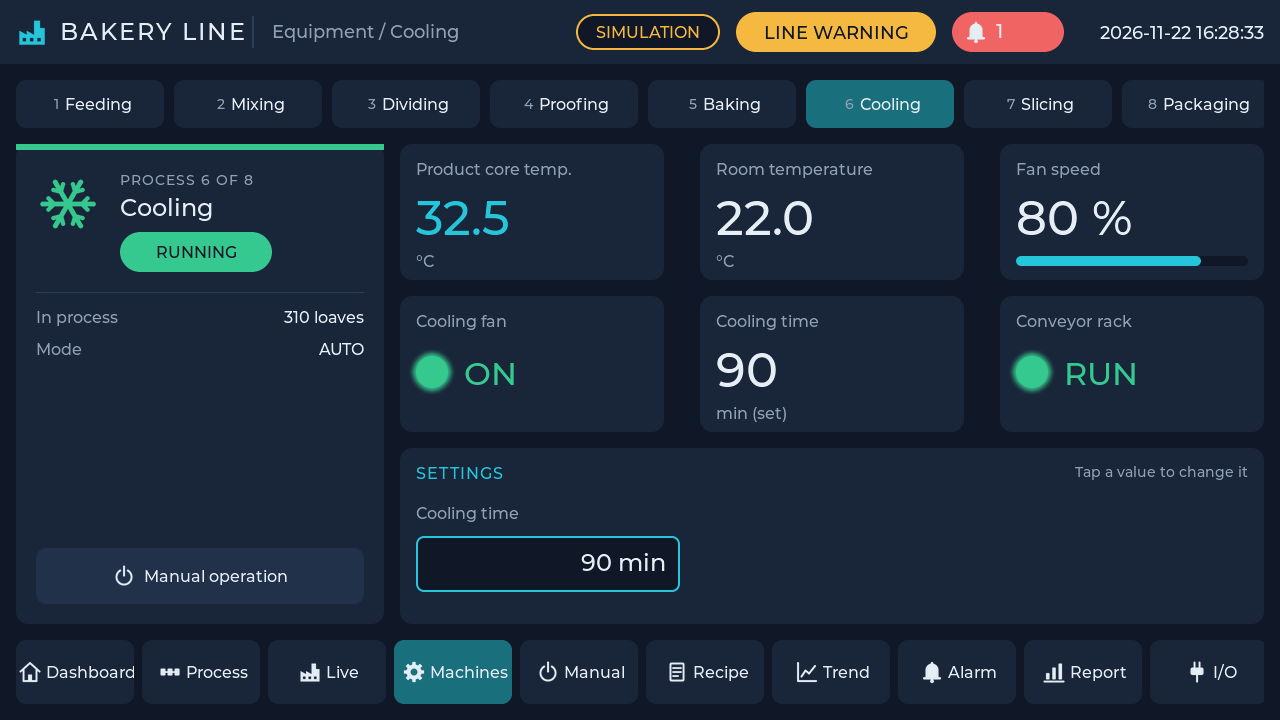 BAKERY LINE
Equipment / Cooling
SIMULATION
LINE WARNING
1
2026-11-22 16:28:33
1 Feeding
2 Mixing
3 Dividing
4 Proofing
5 Baking
6 Cooling
7 Slicing
8 Packaging
PROCESS 6 OF 8
Cooling
RUNNING
In process 310 loaves
Mode AUTO
Manual operation
Product core temp.
32.5
°C
Room temperature
22.0
°C
Fan speed
80 %
Cooling fan
ON
Cooling time
90
min (set)
Conveyor rack
RUN
SETTINGS
Tap a value to change it
Cooling time
90 min
Dashboard
Process
Live
Machines
Manual
Recipe
Trend
Alarm
Report
I/O